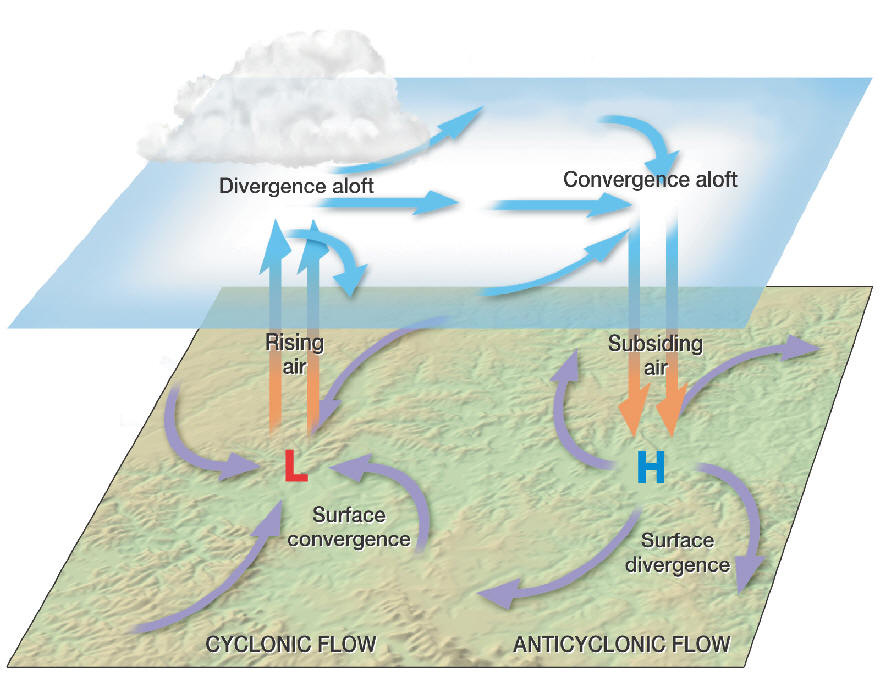 Divergence aloft
Convergence aloft
Rising
air
Subsiding
air
L
H
Surface
convergence
Surface
divergence
CYCLONIC FLOW
ANTICYCLONIC FLOW